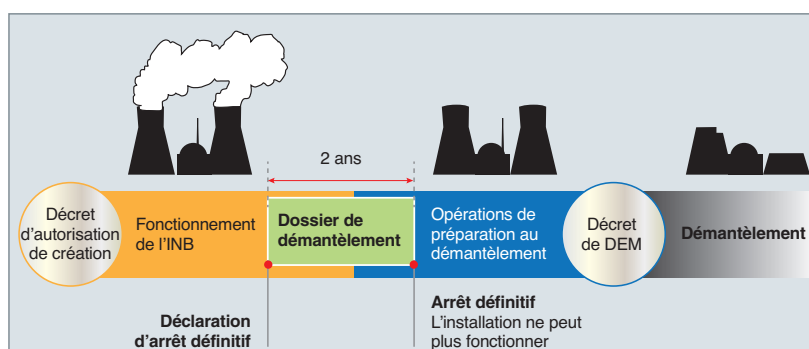 2 ans
Décret
d'autorisation
de création
Fonctionnement
de l'INB
Dossier de
démantèlement
Opérations de
préparation au
démantèlement
Décret
de DEM
Démantèlement
Déclaration
d'arrêt définitif
Arrêt définitif
L'installation ne peut
plus fonctionner